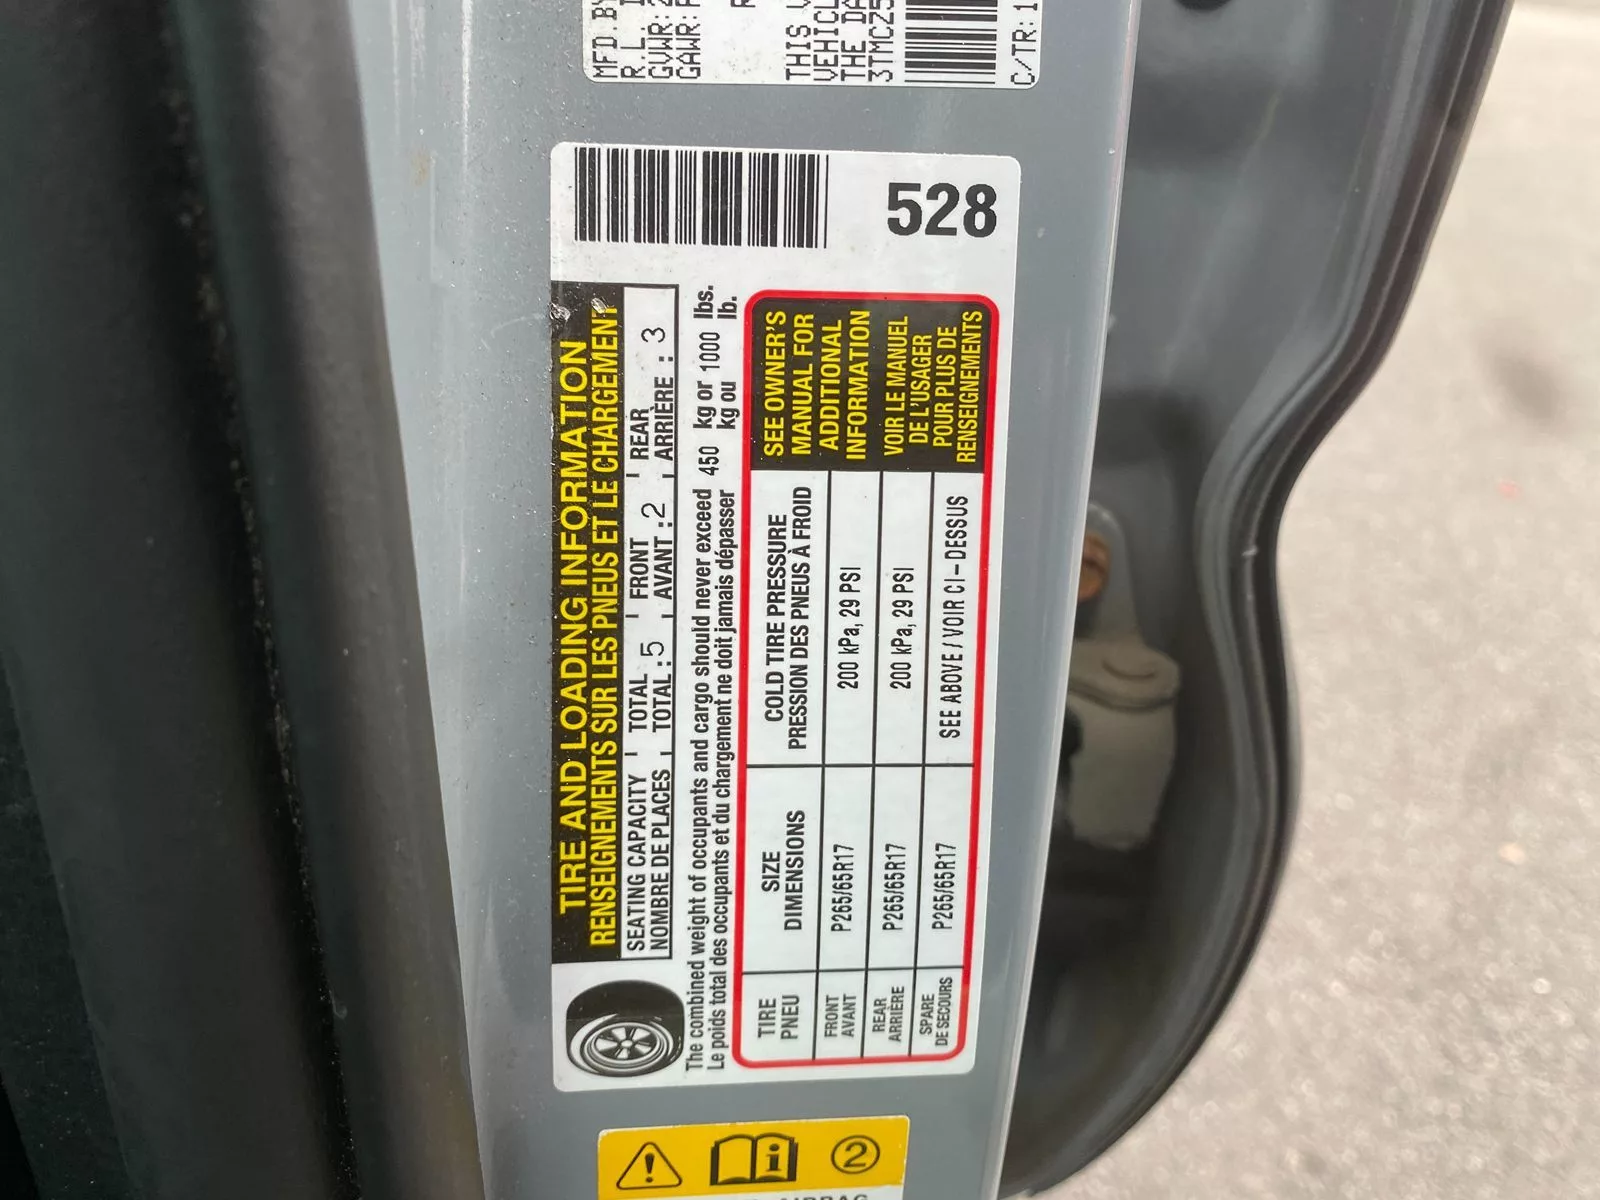 MFD BY
R.L.
GVWR:
GAWR:
THIS
VEHICL
THE DA
3TMCZ5
C/TR:1
528
TIRE AND LOADING INFORMATION
RENSEIGNEMENTS SUR LES PNEUS ET LE CHARGEMENT
SEATING CAPACITY TOTAL FRONT REAR
NOMBRE DE PLACES TOTAL : 5 AVANT : 2 ARRIÈRE : 3
The combined weight of occupants and cargo should never exceed 450 kg or 1000 lbs.
Le poids total des occupants et du chargement ne doit jamais dépasser kg ou lb.
TIRE SIZE COLD TIRE PRESSURE
PNEU DIMENSIONS PRESSION DES PNEUS À FROID
FRONT
AVANT P265/65R17 200 kPa, 29 PSI
REAR
ARRIÈRE P265/65R17 200 kPa, 29 PSI
SPARE
DE SECOURS P265/65R17 SEE ABOVE / VOIR CI-DESSUS
SEE OWNER'S
MANUAL FOR
ADDITIONAL
INFORMATION
VOIR LE MANUEL
DE L'USAGER
POUR PLUS DE
RENSEIGNEMENTS
2